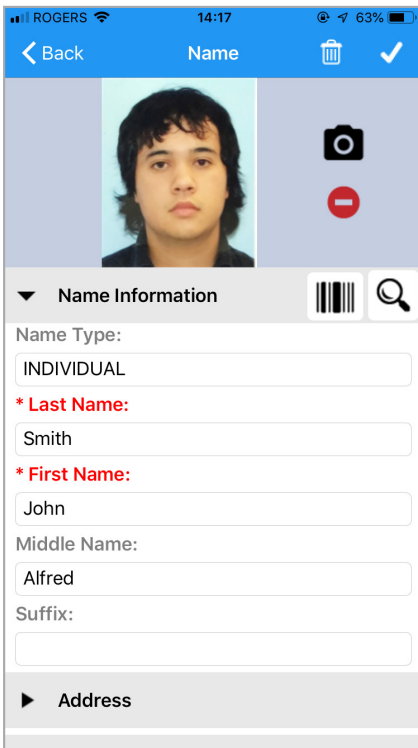 ROGERS 14:17 63%
Back Name
Name Information
Name Type:
INDIVIDUAL
* Last Name:
Smith
* First Name:
John
Middle Name:
Alfred
Suffix:
Address